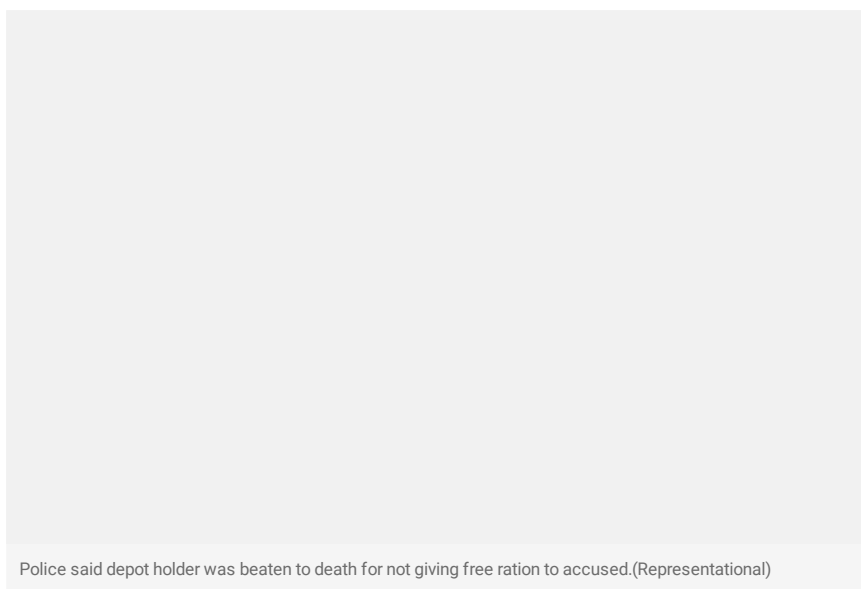 Police said depot holder was beaten to death for not giving free ration to accused.(Representational)